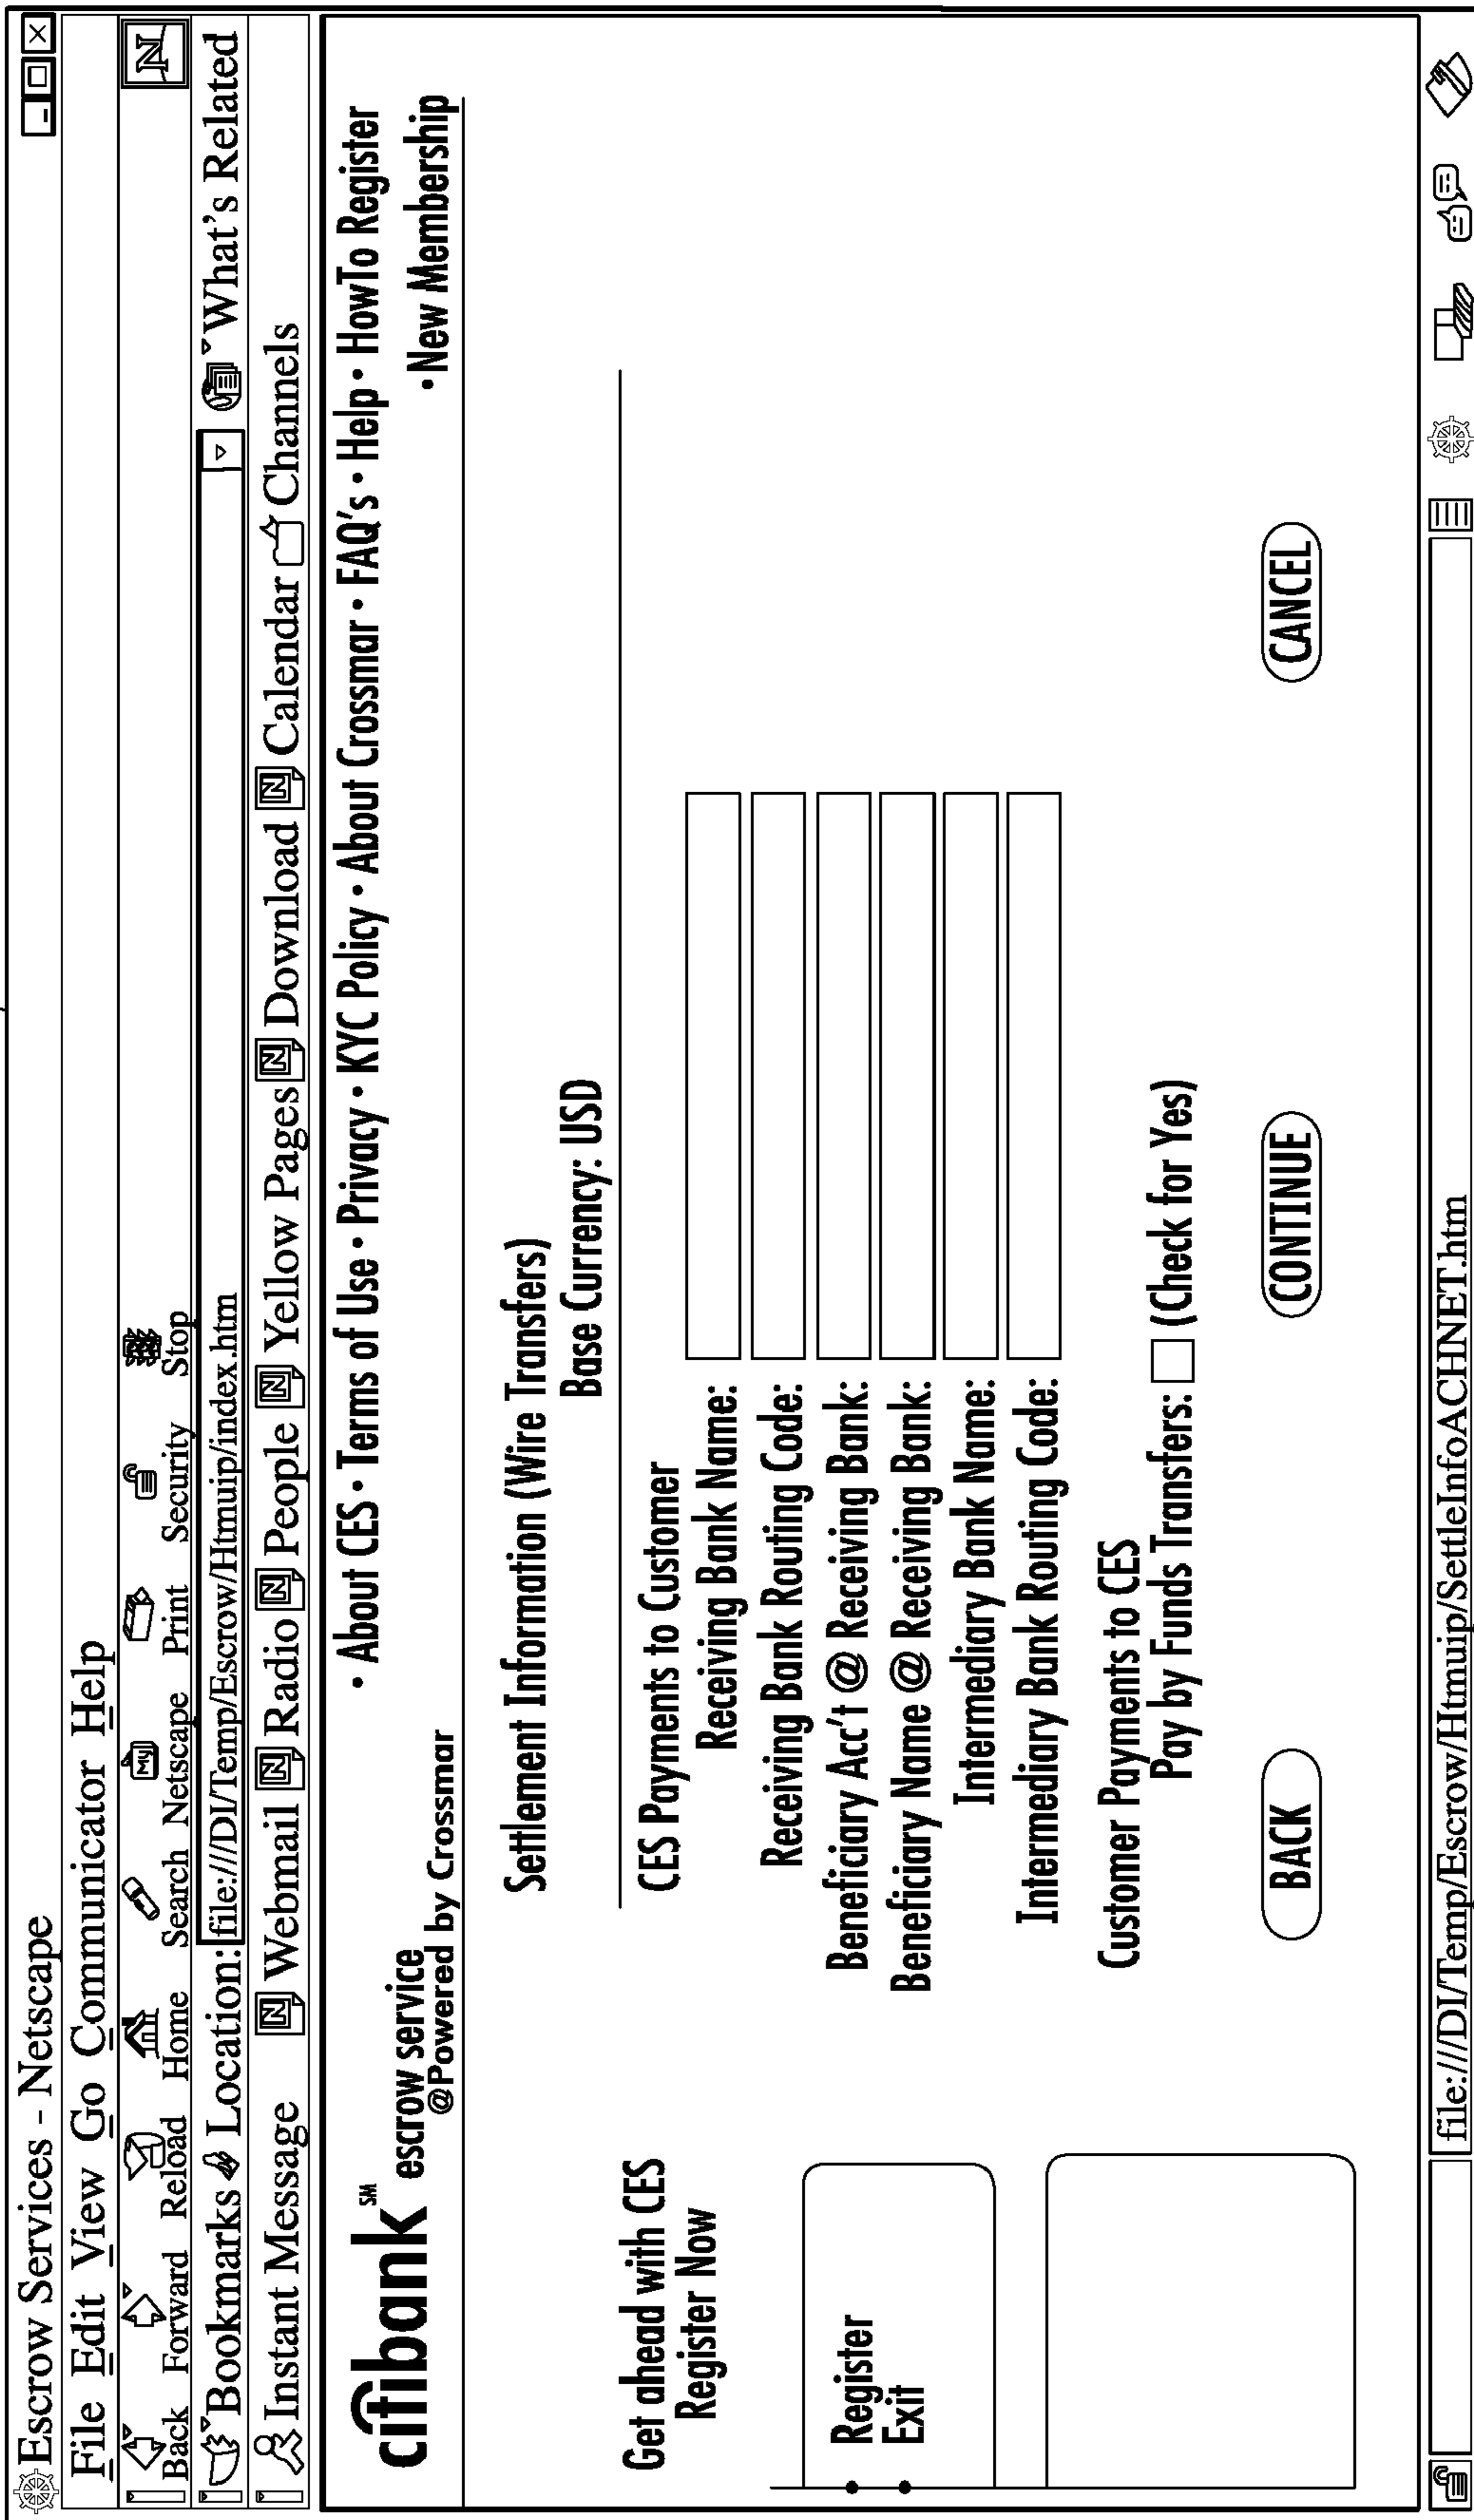 Escrow Services - Netscape
File Edit View Go Communicator Help
N
Back Forward Reload Home Search Netscape Print Security Stop
My
Bookmarks Location: file:///DI/Temp/Escrow/Htmuip/index.htm What's Related
Instant Message N Webmail N Radio N People N Yellow Pages N Download N Calendar Channels
citibank SM escrow service
@Powered by Crossmar
• About CES • Terms of Use • Privacy • KYC Policy • About Crossmar • FAQ's • Help • HowTo Register
• New Membership
Get ahead with CES
Register Now
• Register
• Exit
Settlement Information (Wire Transfers)
Base Currency: USD
CES Payments to Customer
Receiving Bank Name:
Receiving Bank Routing Code:
Beneficiary Acc't @ Receiving Bank:
Beneficiary Name @ Receiving Bank:
Intermediary Bank Name:
Intermediary Bank Routing Code:
Customer Payments to CES
Pay by Funds Transfers: (Check for Yes)
BACK CONTINUE CANCEL
file:///DI/Temp/Escrow/Htmuip/SettleInfoACHNET.htm